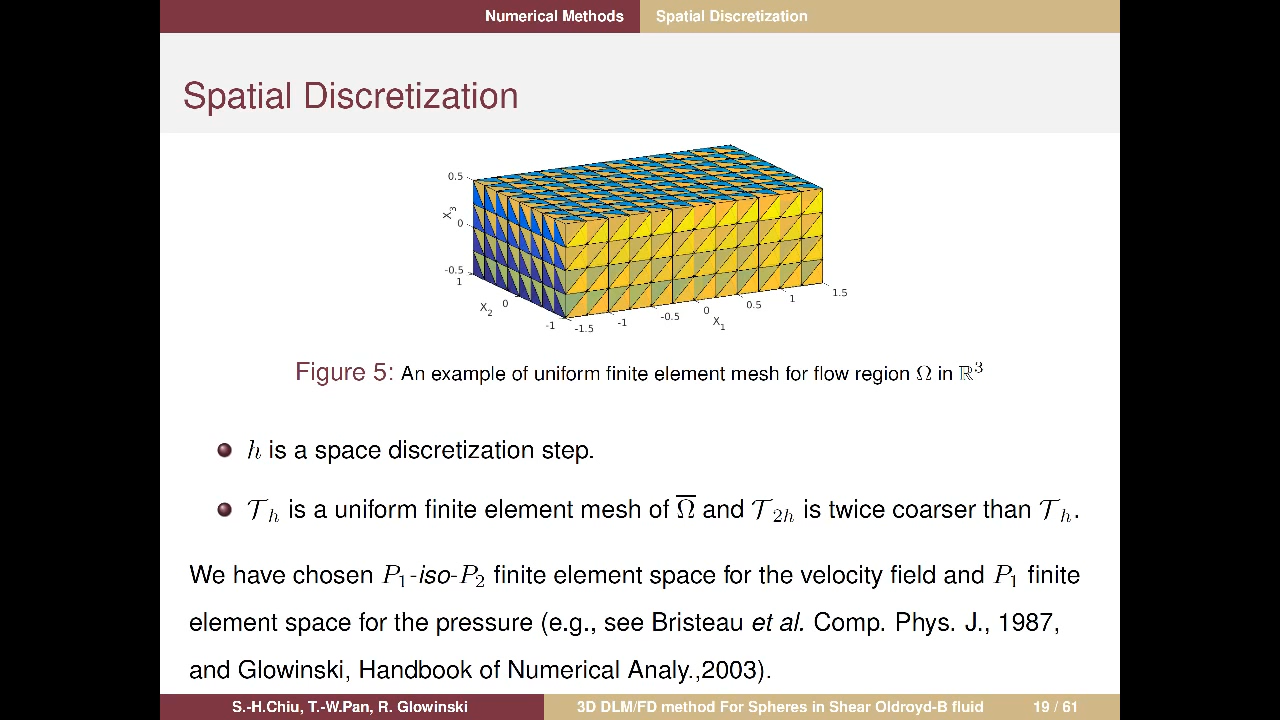 Numerical Methods Spatial Discretization
Spatial Discretization
0.5
X3
0
-0.5
1
X2 0
-1
-1.5 -1 -0.5 0 0.5 1 1.5
X1
Figure 5: An example of uniform finite element mesh for flow region Ω in ℝ³
h is a space discretization step.
𝒯h is a uniform finite element mesh of Ω̅ and 𝒯2h is twice coarser than 𝒯h.
We have chosen P1-iso-P2 finite element space for the velocity field and P1 finite
element space for the pressure (e.g., see Bristeau et al. Comp. Phys. J., 1987,
and Glowinski, Handbook of Numerical Analy.,2003).
S.-H.Chiu, T.-W.Pan, R. Glowinski 3D DLM/FD method For Spheres in Shear Oldroyd-B fluid 19 / 61